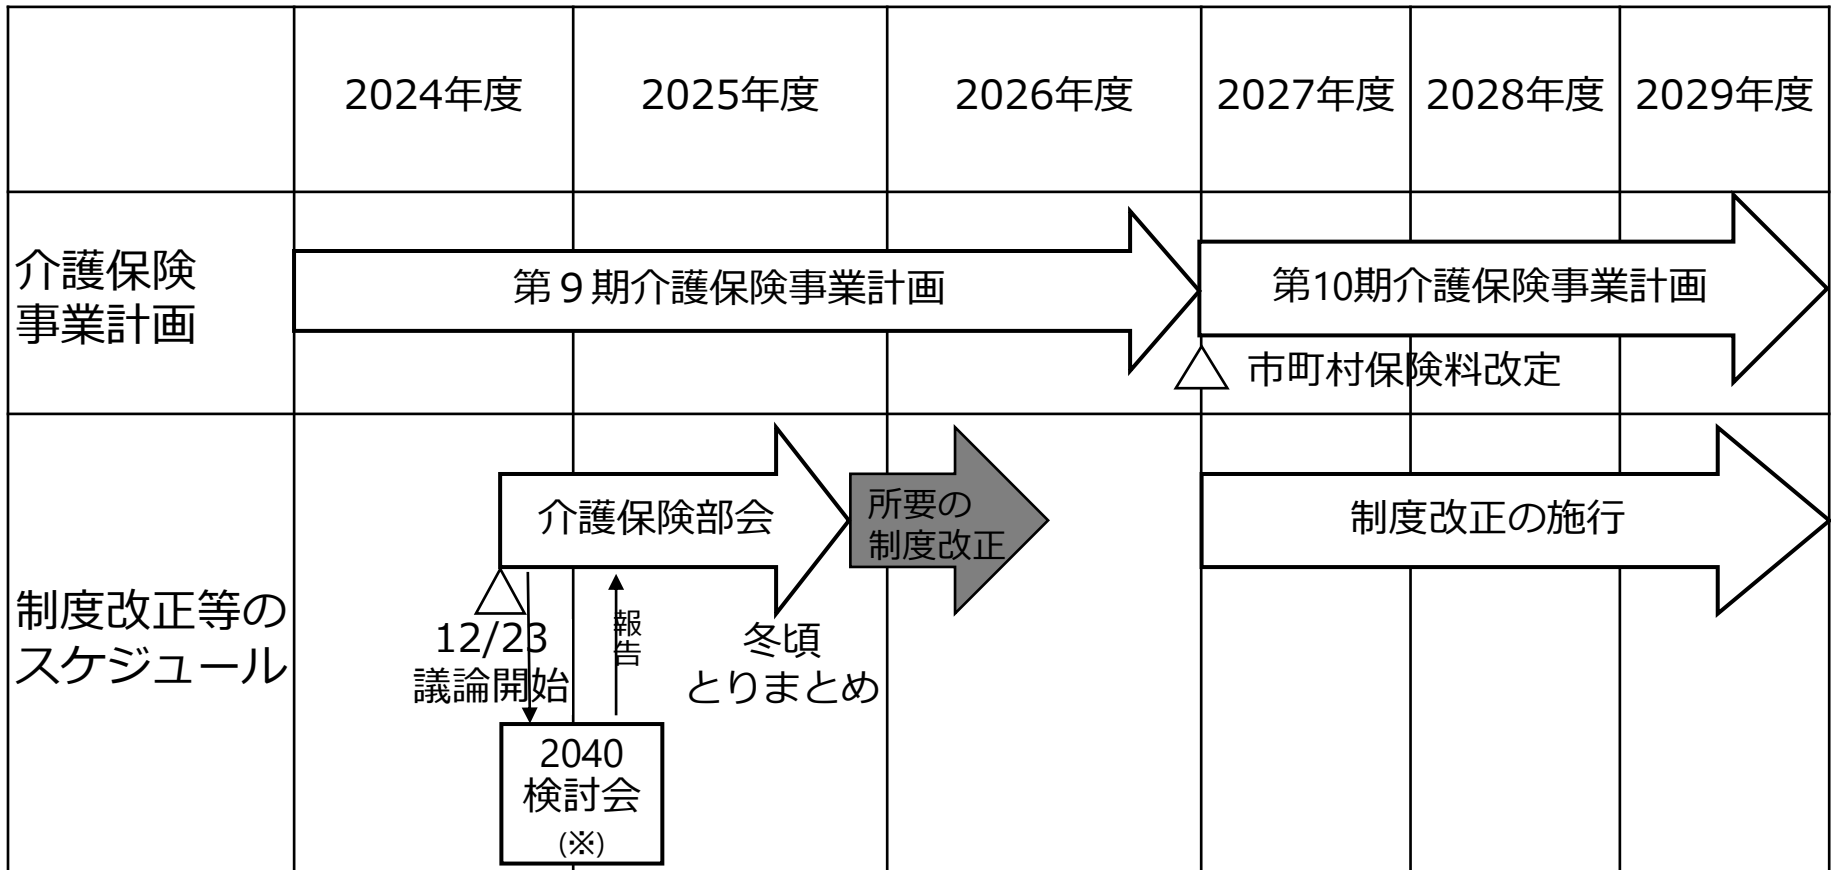 2024年度 2025年度 2026年度 2027年度 2028年度 2029年度
介護保険
事業計画
第９期介護保険事業計画
第10期介護保険事業計画
市町村保険料改定
制度改正等の
スケジュール
介護保険部会
所要の
制度改正
制度改正の施行
12/23
議論開始
報告
冬頃
とりまとめ
2040
検討会
(※)